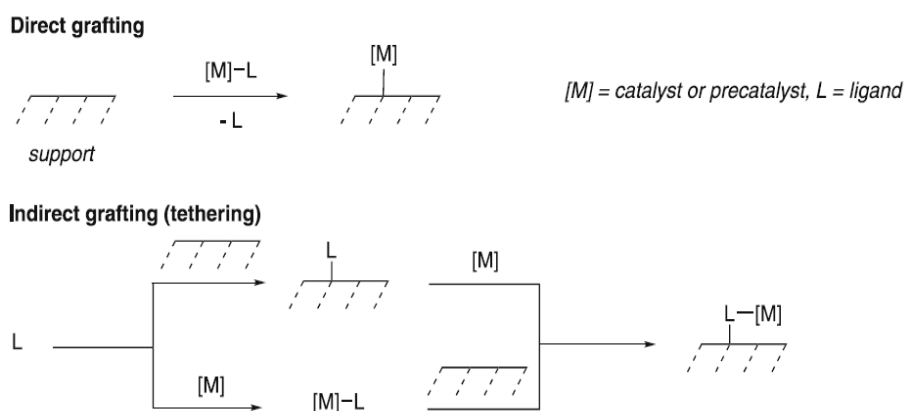 Direct grafting
[M]–L
- L
[M]
[M] = catalyst or precatalyst, L = ligand
support
Indirect grafting (tethering)
L
L
[M]
L–[M]
[M]
[M]–L